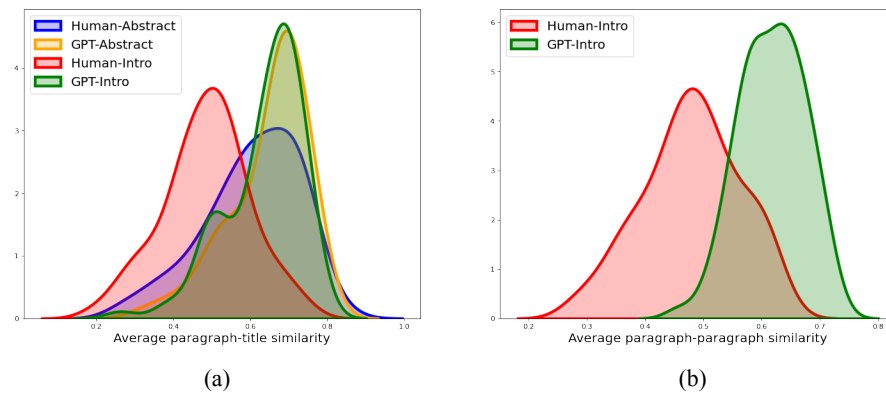 Human-Abstract
GPT-Abstract
Human-Intro
GPT-Intro
4
3
2
1
0
0.2
0.4
0.6
0.8
1.0
Average paragraph-title similarity
(a)
Human-Intro
GPT-Intro
6
5
4
3
2
1
0
0.2
0.3
0.4
0.5
0.6
0.7
0.8
Average paragraph-paragraph similarity
(b)